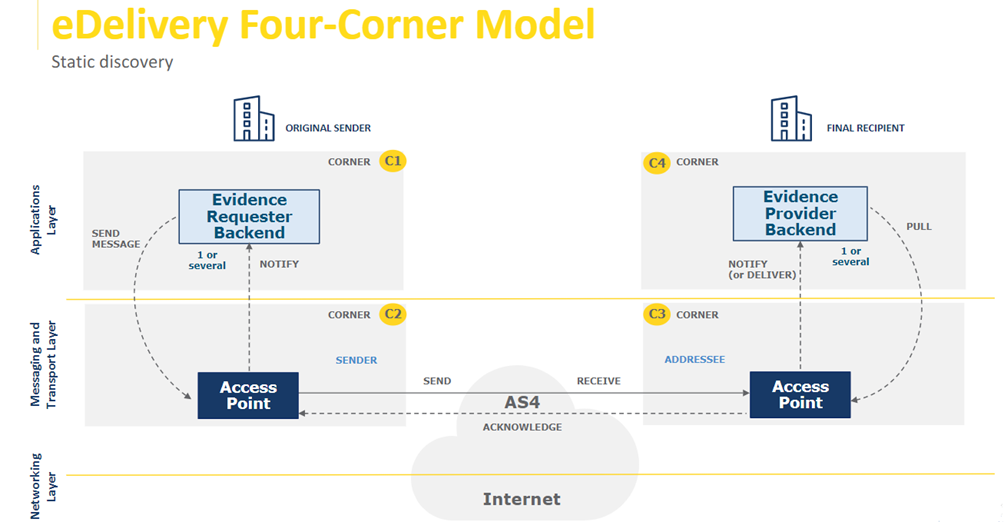 eDelivery Four-Corner Model
Static discovery
ORIGINAL SENDER
FINAL RECIPIENT
Applications
Layer
CORNER C1
Evidence
Requester
Backend
SEND
MESSAGE
1 or
several
NOTIFY
C4 CORNER
Evidence
Provider
Backend
PULL
1 or
several
NOTIFY
(or DELIVER)
Messaging and
Transport Layer
CORNER C2
SENDER
Access
Point
C3 CORNER
ADDRESSEE
Access
Point
SEND
RECEIVE
AS4
ACKNOWLEDGE
Networking
Layer
Internet